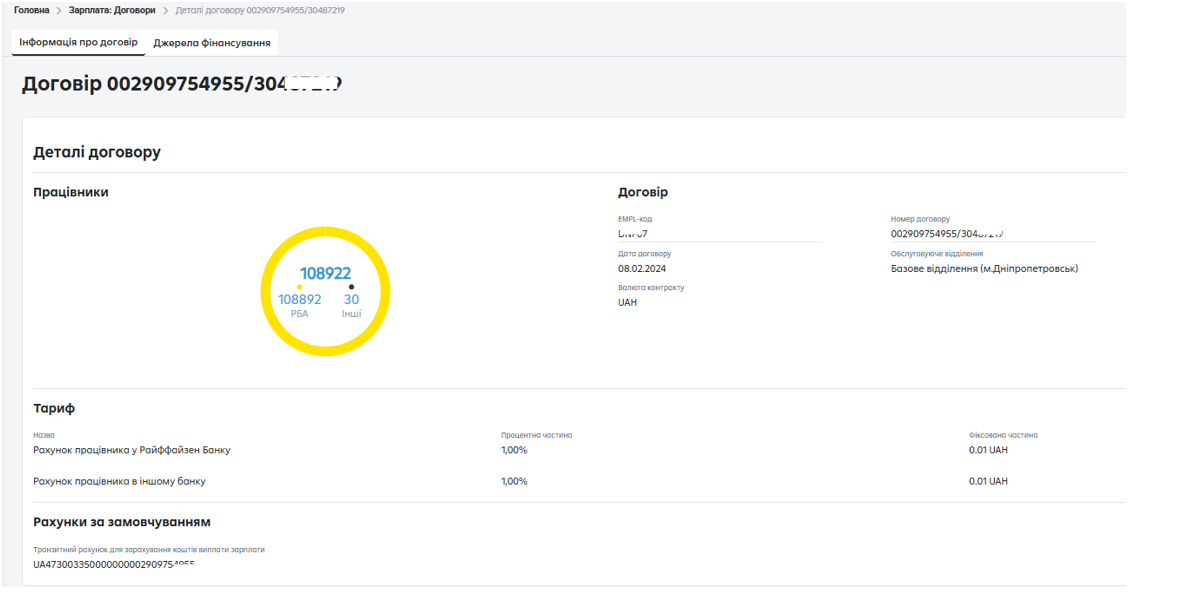 Головна > Зарплата: Договори > Деталі договору 002909754955/30487219
Інформація про договір Джерела фінансування
Договір
Деталі договору
Працівники
Договір
108922
108892 30
РБА Інші
EMPL-код
Номер договору
Дата договору
08.02.2024
Обслуговуюче відділення
Базове відділення (м.Дніпропетровськ)
Валюта контракту
UAH
Тариф
Назва Процентна частина Фіксована частина
Рахунок працівника у Райффайзен Банку 1,00% 0.01 UAH
Рахунок працівника в іншому банку 1,00% 0.01 UAH
Рахунки за замовчуванням
Транзитний рахунок для зарахування коштів виплати зарплати